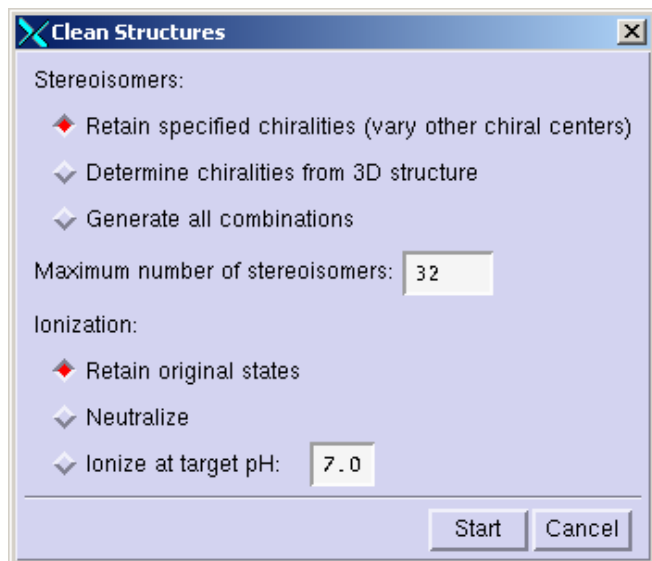 Clean Structures
Stereoisomers:
Retain specified chiralities (vary other chiral centers)
Determine chiralities from 3D structure
Generate all combinations
Maximum number of stereoisomers: 32
Ionization:
Retain original states
Neutralize
Ionize at target pH: 7.0
Start Cancel